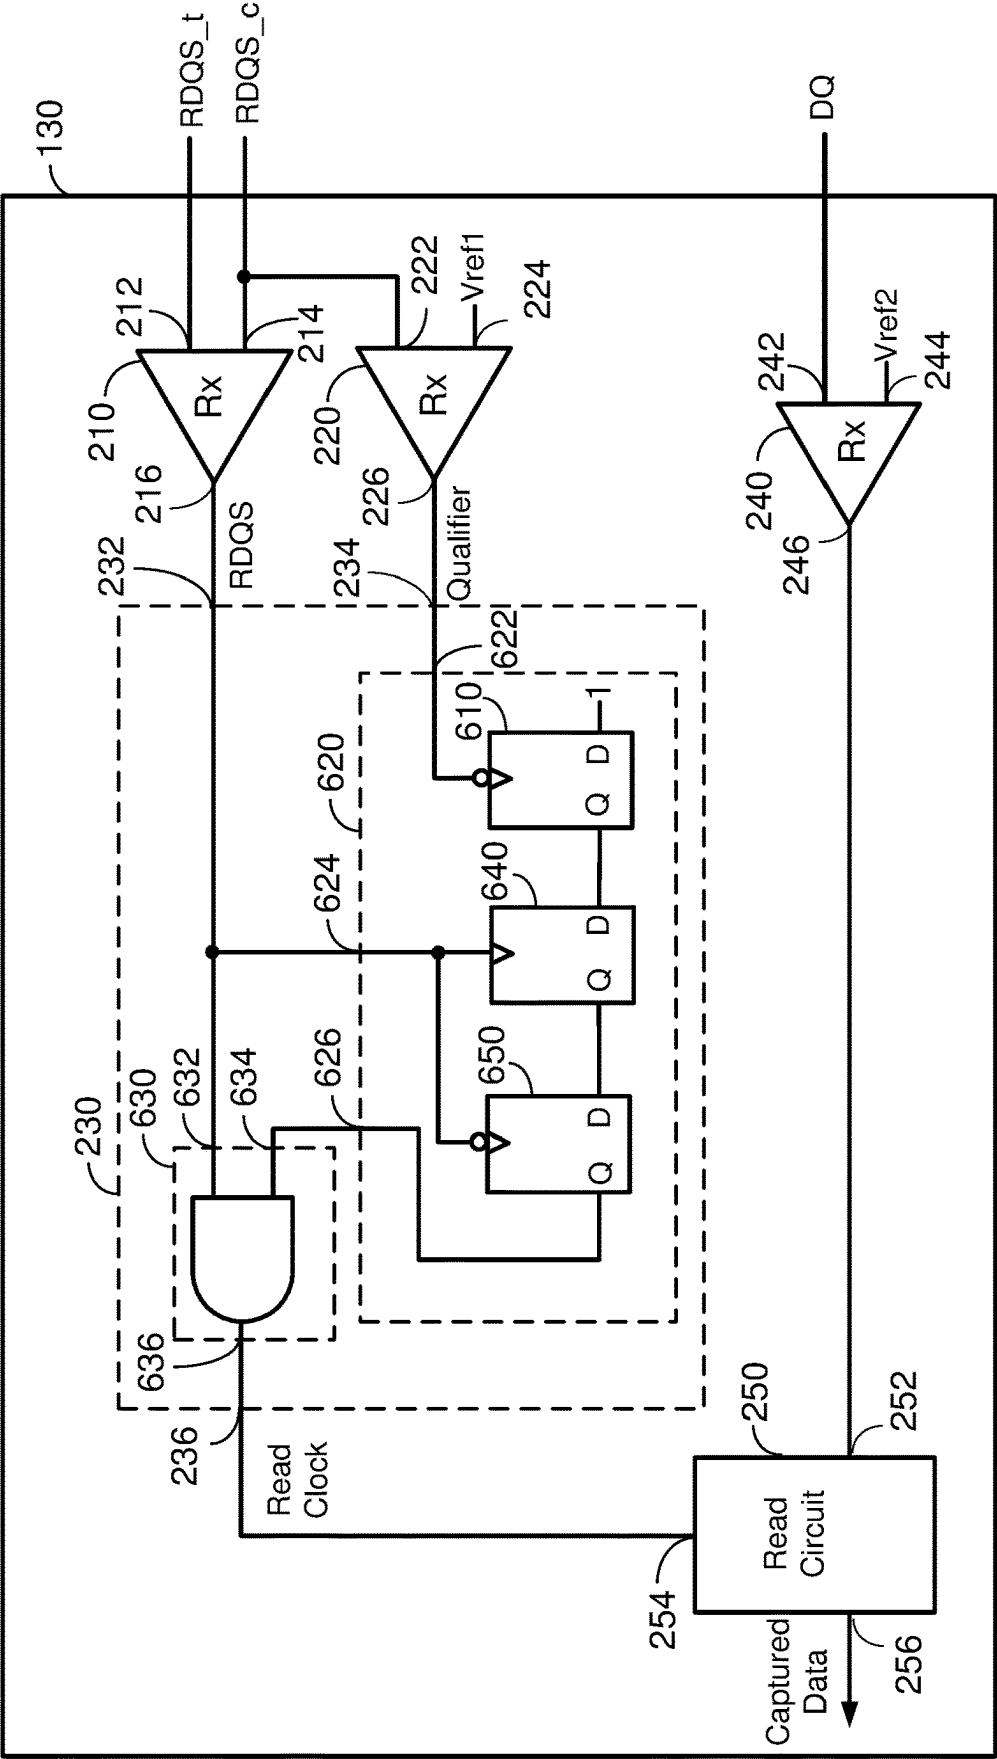 130
RDQS_t
RDQS_c
DQ
212
214
210
Rx
216
RDQS
222
Vref1
224
220
Rx
226
Qualifier
242
Vref2
244
240
Rx
246
232
234
622
610
1
D
Q
620
624
640
D
Q
650
D
Q
626
230
630
632
634
636
236
Read
Clock
250
252
Read
Circuit
254
256
Captured
Data